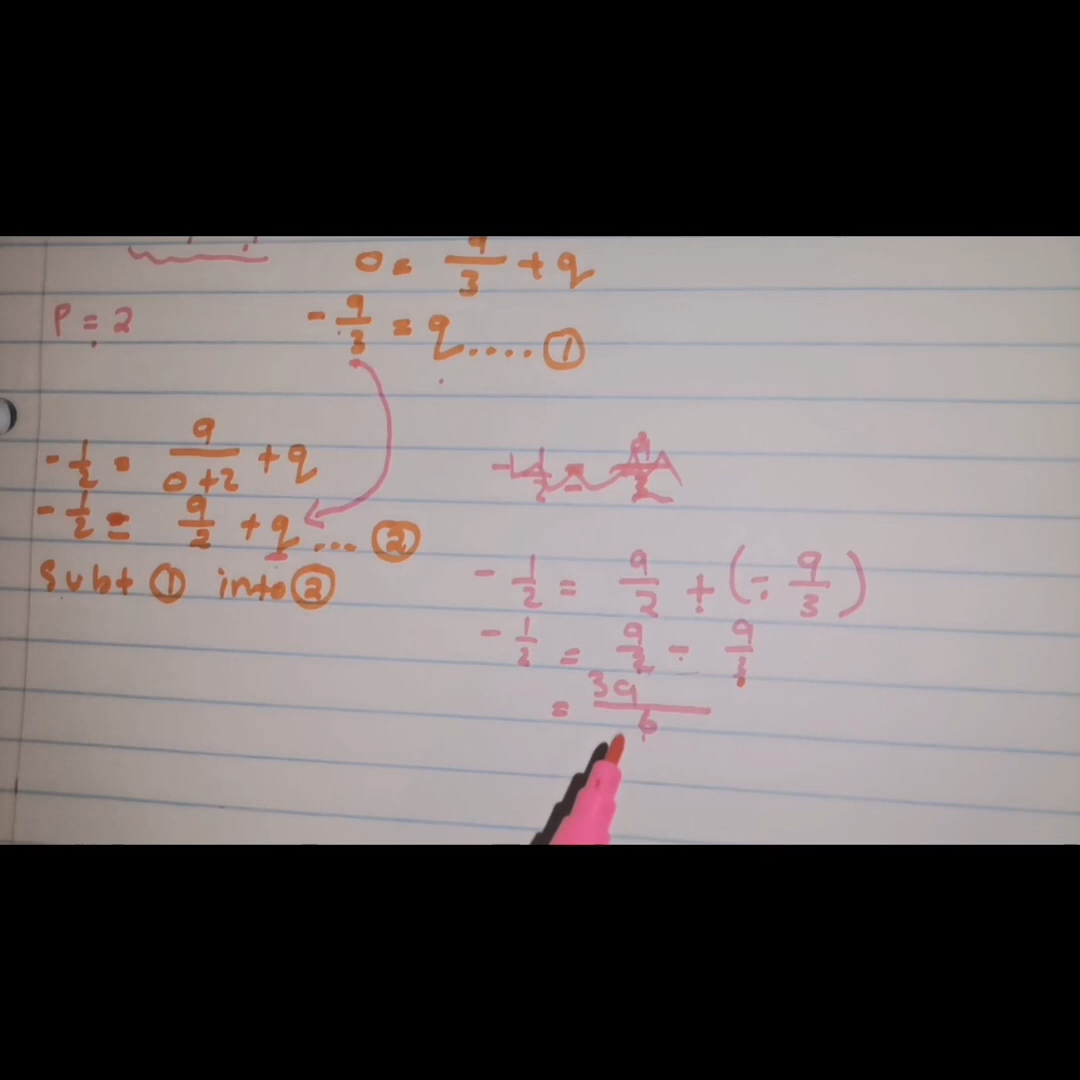 0 = a/3 + q
P = 2
- a/3 = q .... ①
- 1/2 = a/(0+2) + q
- 1/2 = a/2 + q ... ②
Subt ① into ②
- 1/2 = a/2 + (- a/3)
- 1/2 = a/2 - a/3
= 3a/6